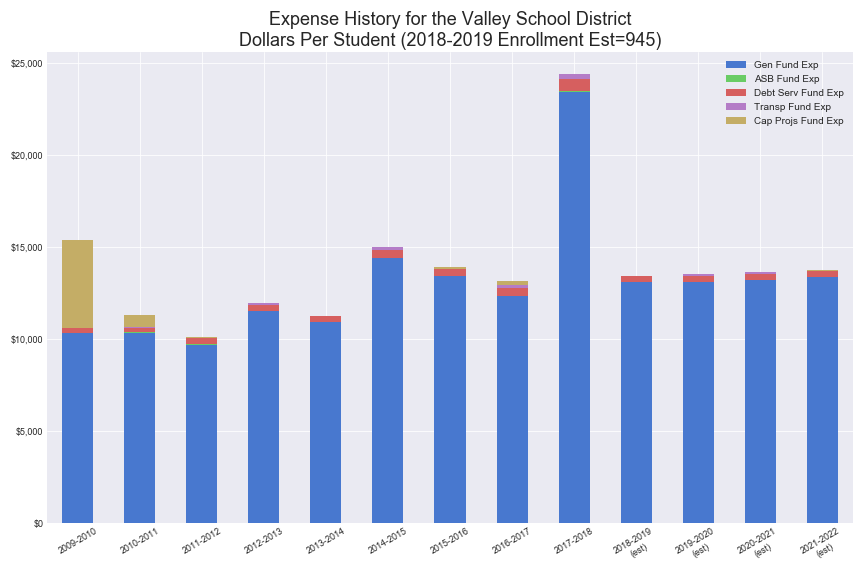 Expense History for the Valley School District
Dollars Per Student (2018-2019 Enrollment Est=945)
Gen Fund Exp
ASB Fund Exp
Debt Serv Fund Exp
Transp Fund Exp
Cap Projs Fund Exp
$25,000
$20,000
$15,000
$10,000
$5,000
$0
2009-2010
2010-2011
2011-2012
2012-2013
2013-2014
2014-2015
2015-2016
2016-2017
2017-2018
2018-2019
(est)
2019-2020
(est)
2020-2021
(est)
2021-2022
(est)